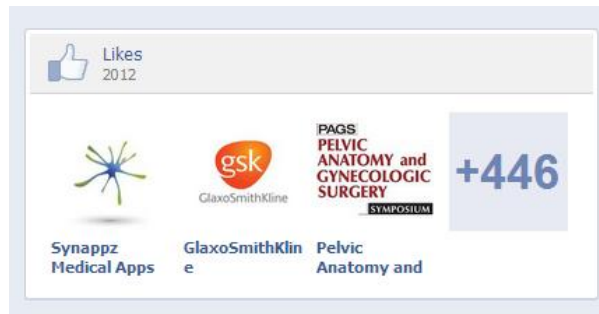 Likes
2012
gsk
GlaxoSmithKline
PAGS
PELVIC
ANATOMY and
GYNECOLOGIC
SURGERY
SYMPOSIUM
+446
Synappz
Medical Apps
GlaxoSmithKlin
e
Pelvic
Anatomy and